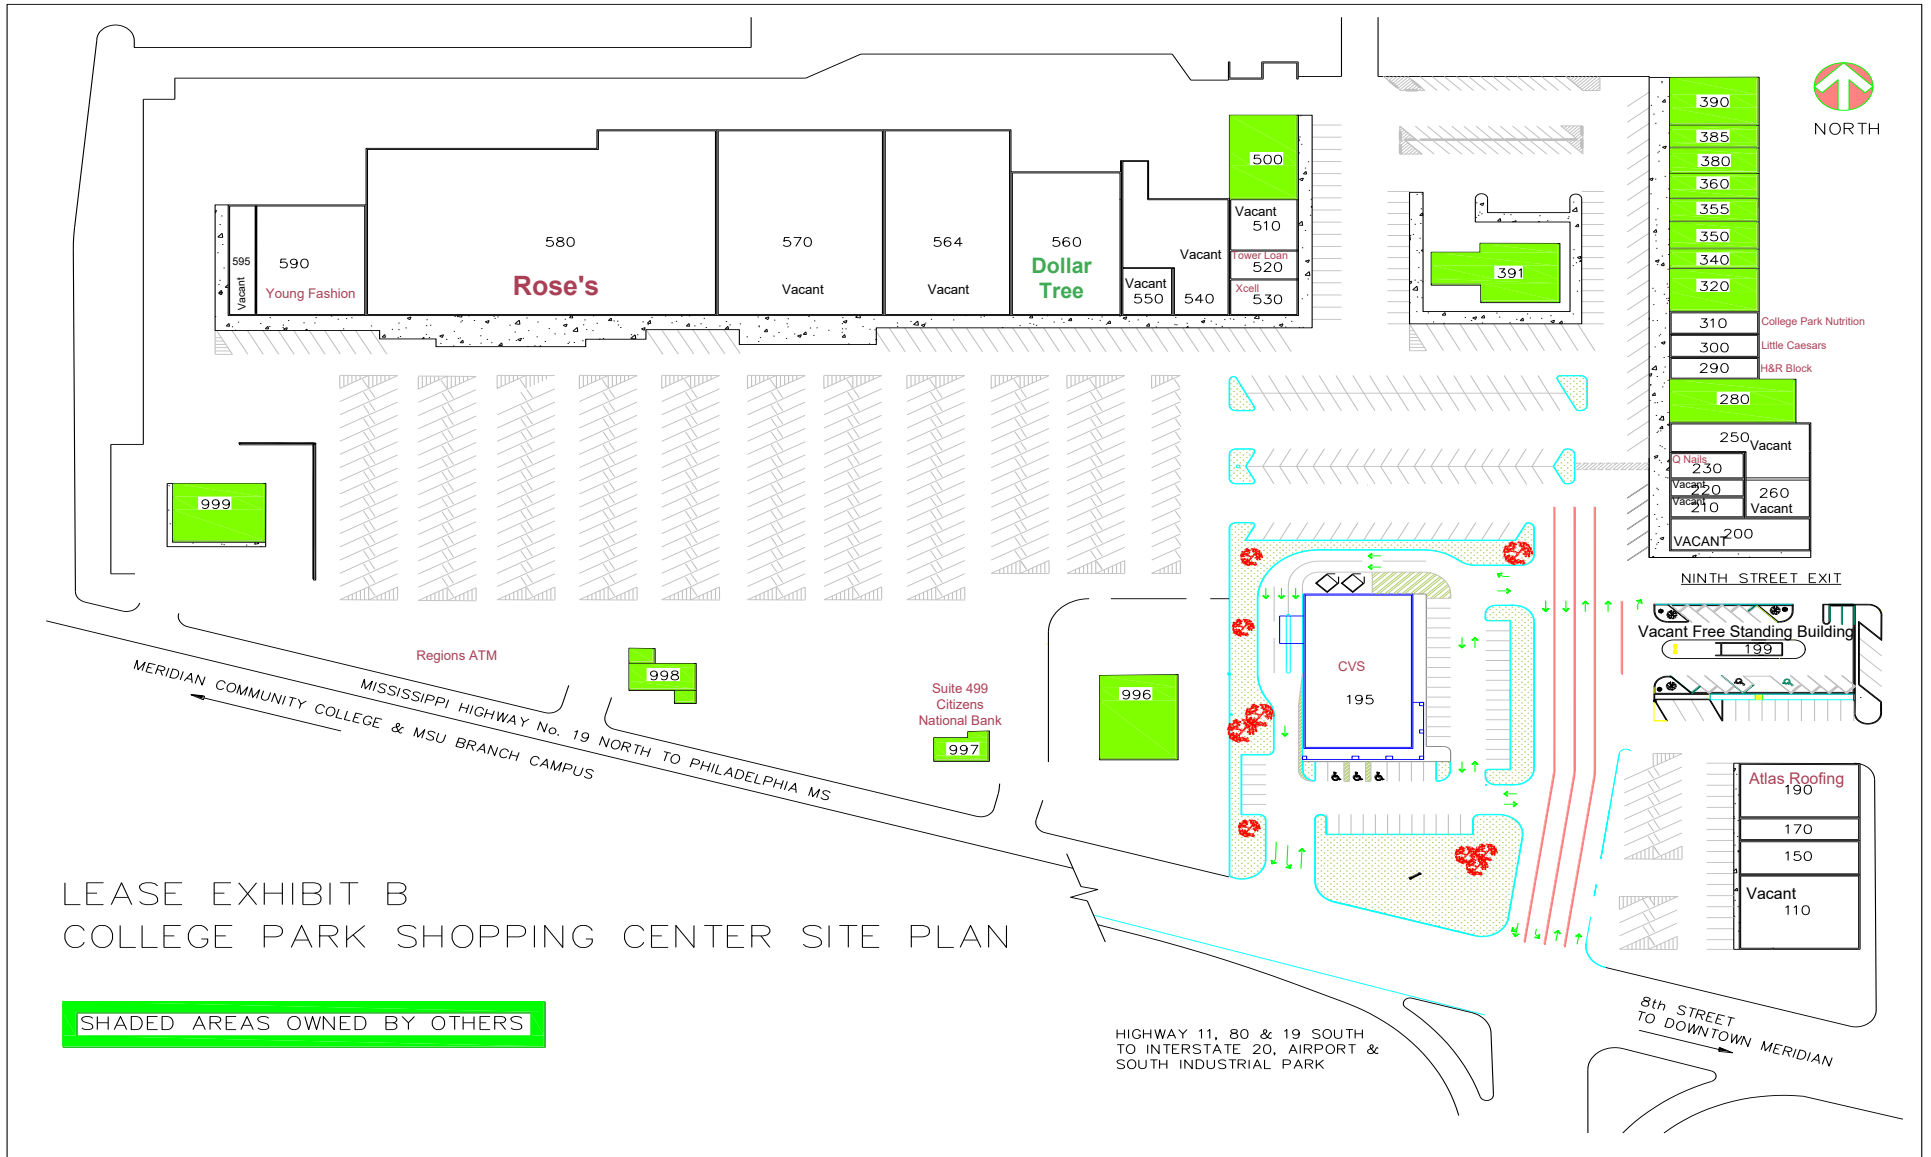 390
385
380
360
355
350
340
320
310
College Park Nutrition
300
Little Caesars
290
H&R Block
280
250
Vacant
Q Nails
230
Vacant
220
Vacant
210
260
Vacant
VACANT
200
NORTH
500
Vacant
510
Tower Loan
520
Xcell
530
391
595
Vacant
590
Young Fashion
580
Rose's
570
Vacant
564
Vacant
560
Dollar
Tree
Vacant
550
Vacant
540
999
NINTH STREET EXIT
Vacant Free Standing Building
199
Regions ATM
998
Suite 499
Citizens
National Bank
997
996
CVS
195
Atlas Roofing
190
170
150
Vacant
110
MISSISSIPPI HIGHWAY No. 19 NORTH TO PHILADELPHIA MS
MERIDIAN COMMUNITY COLLEGE & MSU BRANCH CAMPUS
LEASE EXHIBIT B
COLLEGE PARK SHOPPING CENTER SITE PLAN
SHADED AREAS OWNED BY OTHERS
HIGHWAY 11, 80 & 19 SOUTH
TO INTERSTATE 20, AIRPORT &
SOUTH INDUSTRIAL PARK
8th STREET
TO DOWNTOWN MERIDIAN